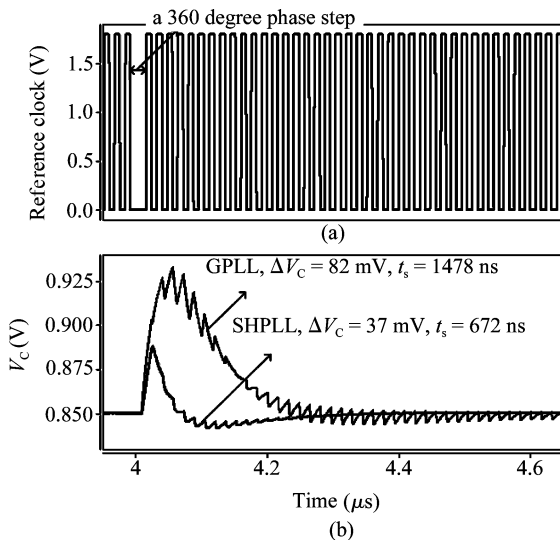 a 360 degree phase step
Reference clock (V)
1.5
1.0
0.5
0.0
(a)
V_C (V)
0.925
0.900
0.875
0.850
GPLL, ΔV_C = 82 mV, t_s = 1478 ns
SHPLL, ΔV_C = 37 mV, t_s = 672 ns
4
4.2
4.4
4.6
Time (μs)
(b)